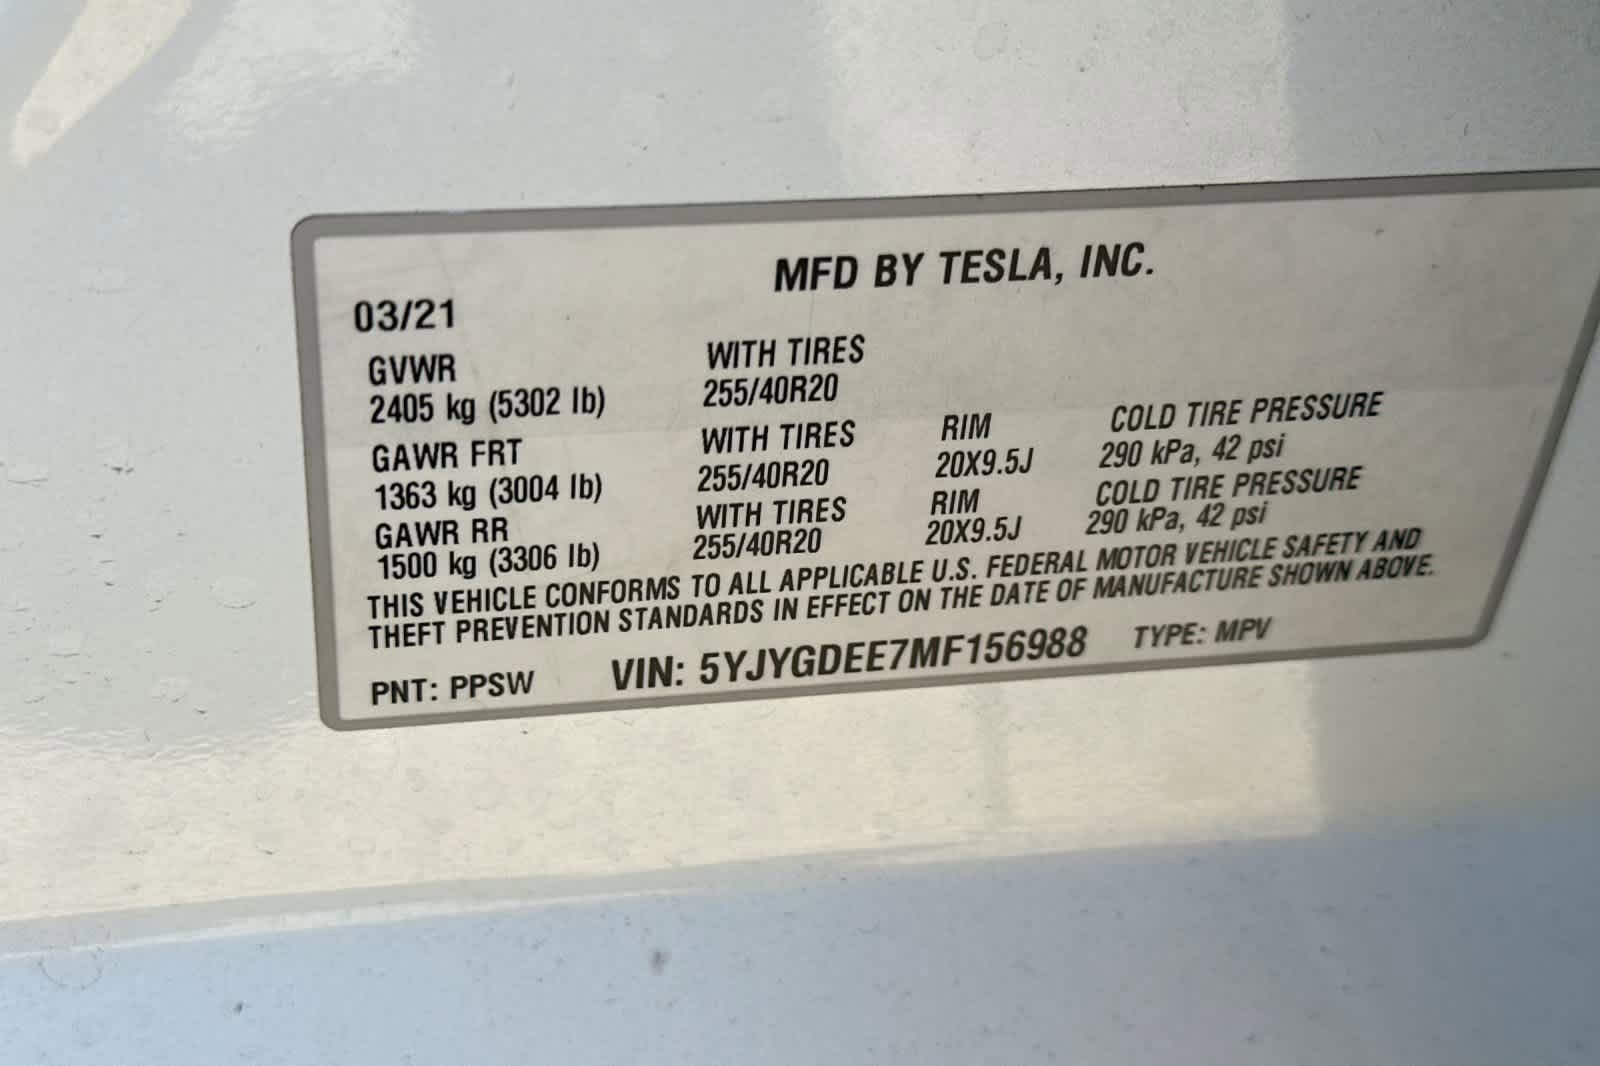 MFD BY TESLA, INC.
03/21
GVWR WITH TIRES
2405 kg (5302 lb) 255/40R20
GAWR FRT WITH TIRES RIM COLD TIRE PRESSURE
1363 kg (3004 lb) 255/40R20 20X9.5J 290 kPa, 42 psi
GAWR RR WITH TIRES RIM COLD TIRE PRESSURE
1500 kg (3306 lb) 255/40R20 20X9.5J 290 kPa, 42 psi
THIS VEHICLE CONFORMS TO ALL APPLICABLE U.S. FEDERAL MOTOR VEHICLE SAFETY AND
THEFT PREVENTION STANDARDS IN EFFECT ON THE DATE OF MANUFACTURE SHOWN ABOVE.
PNT: PPSW VIN: 5YJYGDEE7MF156988 TYPE: MPV